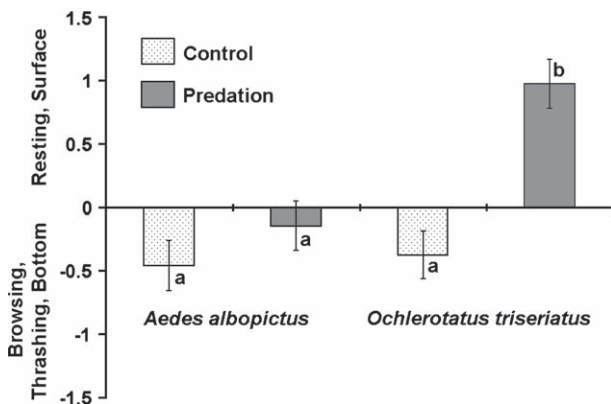 1.5
1
0.5
0
-0.5
-1
-1.5
Resting, Surface
Browsing,
Thrashing, Bottom
Control
Predation
a
a
a
b
Aedes albopictus
Ochlerotatus triseriatus